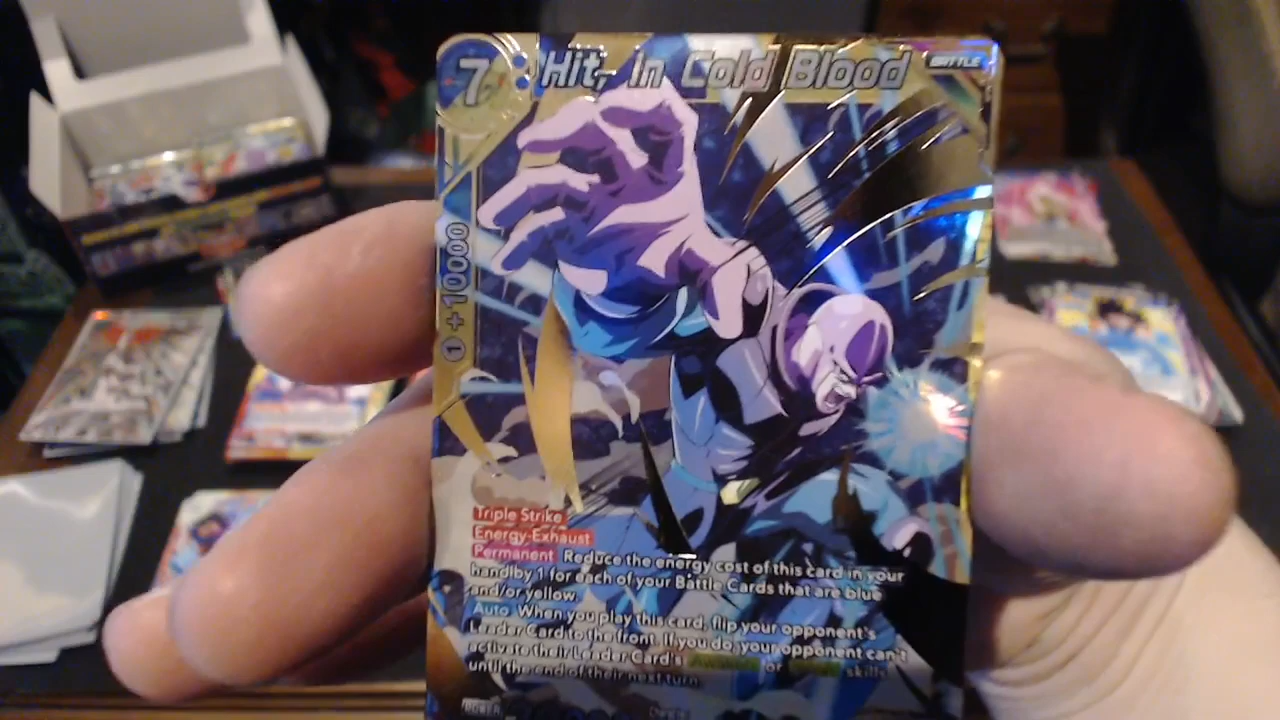 7
Hit, In Cold Blood
BATTLE
1 +10000
Triple Strike
Energy-Exhaust
Permanent Reduce the energy cost of this card in your
hand by 1 for each of your Battle Cards that are blue
and/or yellow.
Auto When you play this card, flip your opponent's
Leader Card to the front. If you do, your opponent can't
activate their Leader Card's Awaken or skills
until the end of their next turn.